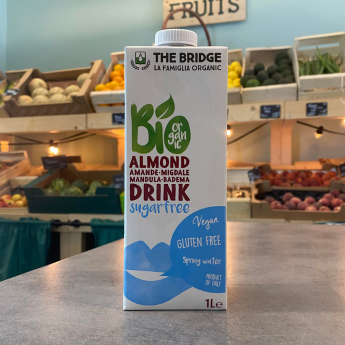 FRUITS
THE BRIDGE
LA FAMIGLIA ORGANIC
Bio
organic
ALMOND
AMANDE-MIGDALE
MANDULA-BADEMA
DRINK
sugarfree
Vegan
GLUTEN FREE
Spring water
PRODUCT
OF ITALY
1L e